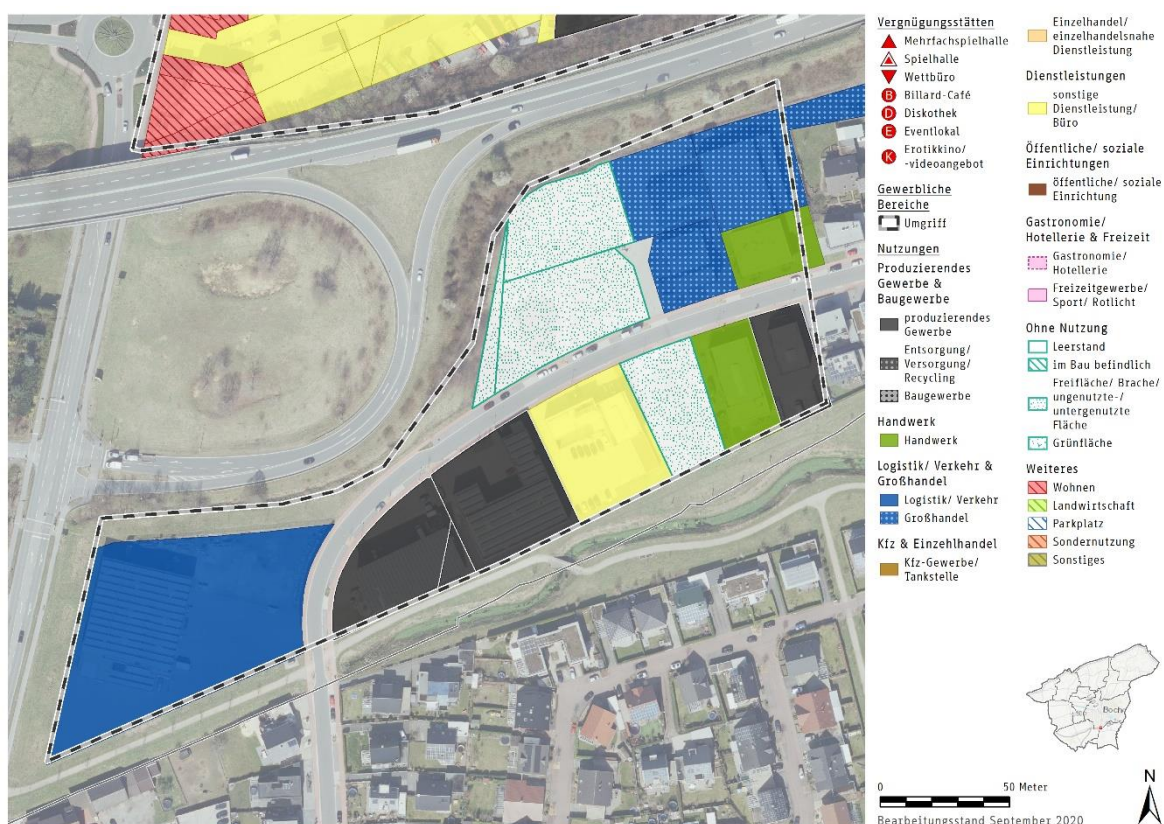 Vergnügungsstätten
Mehrfachspielhalle
Spielhalle
Wettbüro
B Billard-Café
D Diskothek
E Eventlokal
K Erotikkino/
-videoangebot
Gewerbliche
Bereiche
Umgriff
Nutzungen
Produzierendes
Gewerbe &
Baugewerbe
produzierendes
Gewerbe
Entsorgung/
Versorgung/
Recycling
Baugewerbe
Handwerk
Handwerk
Logistik/ Verkehr &
Großhandel
Logistik/ Verkehr
Großhandel
Kfz & Einzehlhandel
Kfz-Gewerbe/
Tankstelle
Einzelhandel/
einzelhandelsnahe
Dienstleistung
Dienstleistungen
sonstige
Dienstleistung/
Büro
Öffentliche/ soziale
Einrichtungen
öffentliche/ soziale
Einrichtung
Gastronomie/
Hotellerie & Freizeit
Gastronomie/
Hotellerie
Freizeitgewerbe/
Sport/ Rotlicht
Ohne Nutzung
Leerstand
im Bau befindlich
Freifläche/ Brache/
ungenutzte-/
untergenutzte
Fläche
Grünfläche
Weiteres
Wohnen
Landwirtschaft
Parkplatz
Sondernutzung
Sonstiges
0 50 Meter
N
Bearbeitungsstand September 2020